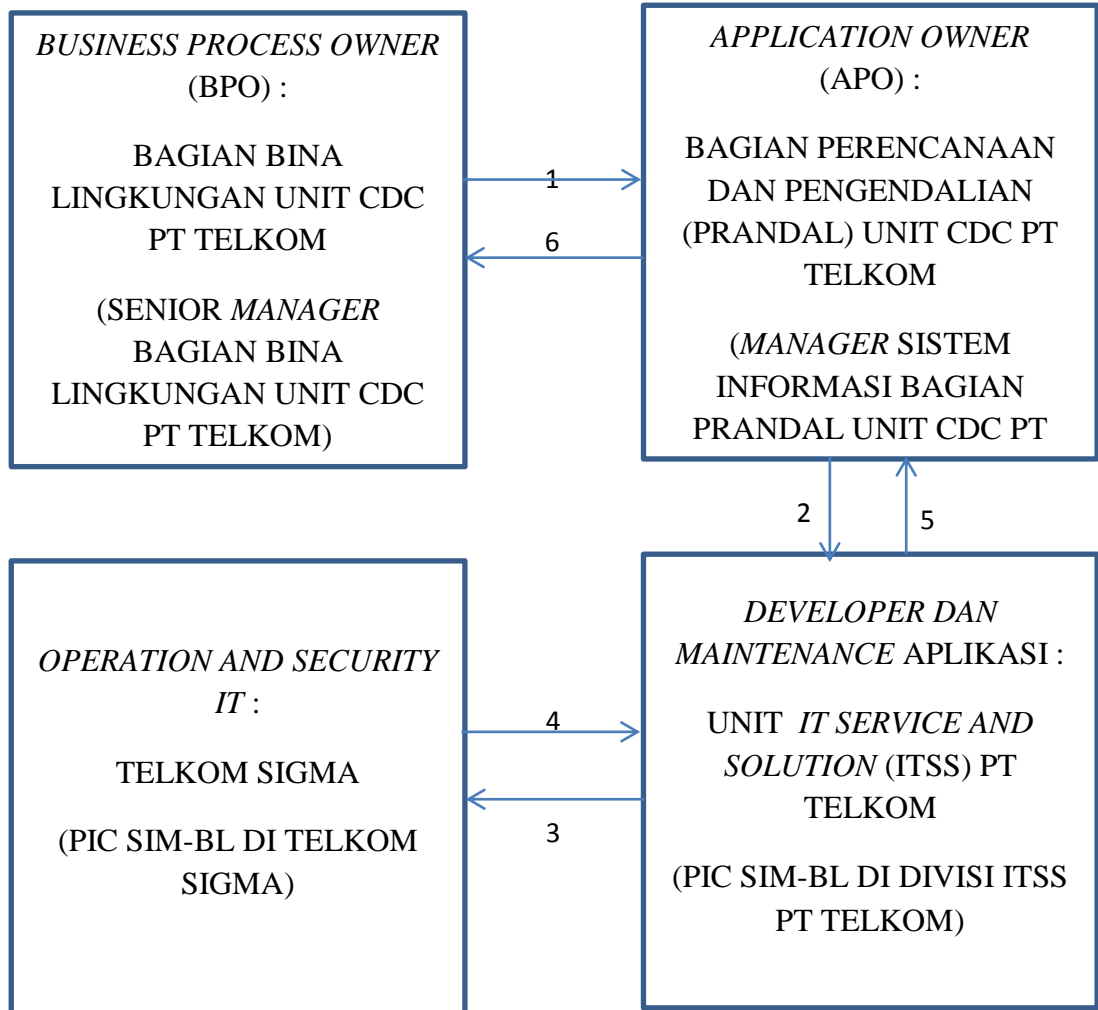 BUSINESS PROCESS OWNER
(BPO) :
BAGIAN BINA
LINGKUNGAN UNIT CDC
PT TELKOM
(SENIOR MANAGER
BAGIAN BINA
LINGKUNGAN UNIT CDC
PT TELKOM)
1
6
APPLICATION OWNER
(APO) :
BAGIAN PERENCANAAN
DAN PENGENDALIAN
(PRANDAL) UNIT CDC PT
TELKOM
(MANAGER SISTEM
INFORMASI BAGIAN
PRANDAL UNIT CDC PT
2
5
OPERATION AND SECURITY
IT :
TELKOM SIGMA
(PIC SIM-BL DI TELKOM
SIGMA)
4
3
DEVELOPER DAN
MAINTENANCE APLIKASI :
UNIT IT SERVICE AND
SOLUTION (ITSS) PT
TELKOM
(PIC SIM-BL DI DIVISI ITSS
PT TELKOM)